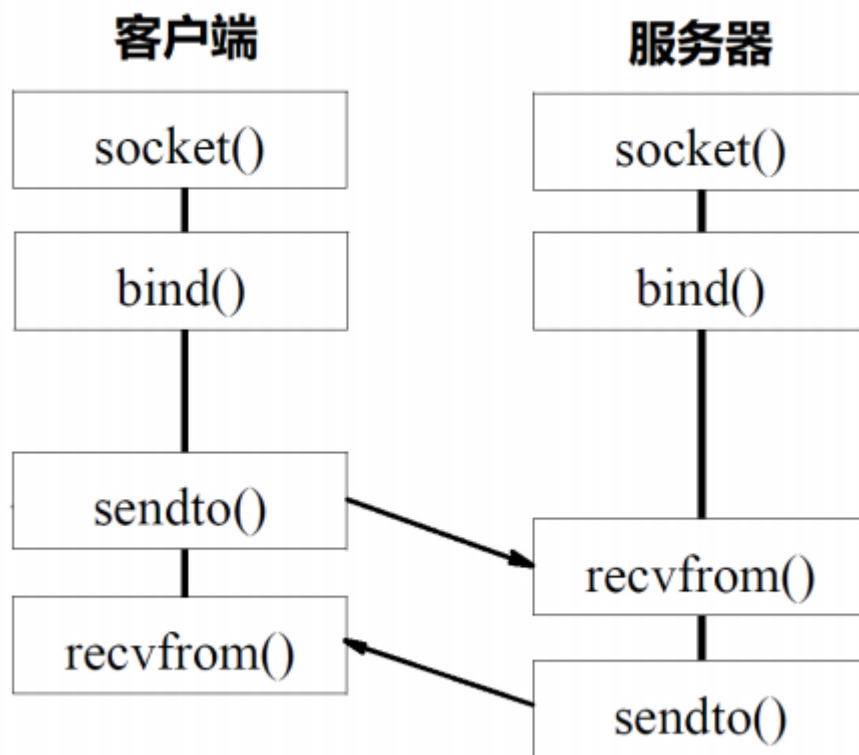 客户端
服务器
socket()
socket()
bind()
bind()
sendto()
recvfrom()
recvfrom()
sendto()